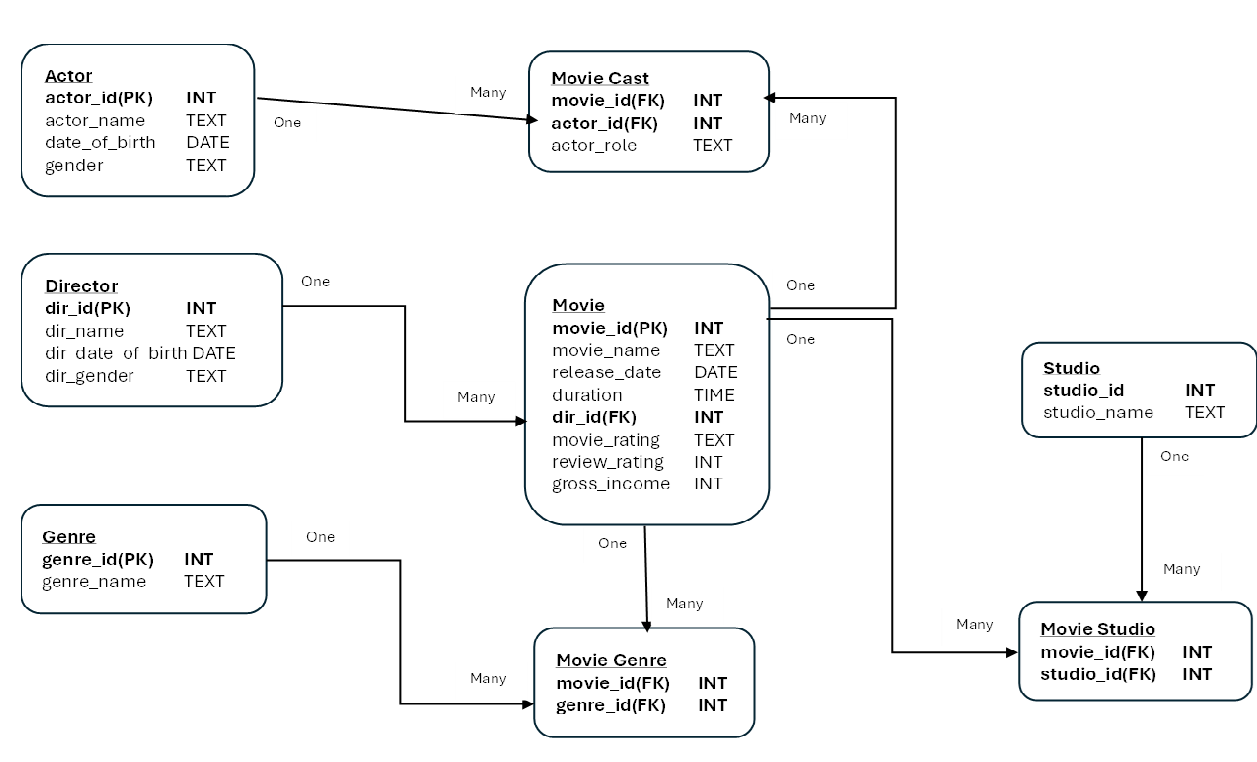 Actor
actor_id(PK) INT
actor_name TEXT
date_of_birth DATE
gender TEXT
One
Many
Movie Cast
movie_id(FK) INT
actor_id(FK) INT
actor_role TEXT
Many
Director
dir_id(PK) INT
dir_name TEXT
dir_date_of_birth DATE
dir_gender TEXT
One
Many
Movie
movie_id(PK) INT
movie_name TEXT
release_date DATE
duration TIME
dir_id(FK) INT
movie_rating TEXT
review_rating INT
gross_income INT
One
One
Studio
studio_id INT
studio_name TEXT
One
Many
Genre
genre_id(PK) INT
genre_name TEXT
One
Many
One
Many
Movie Genre
movie_id(FK) INT
genre_id(FK) INT
Many
Movie Studio
movie_id(FK) INT
studio_id(FK) INT